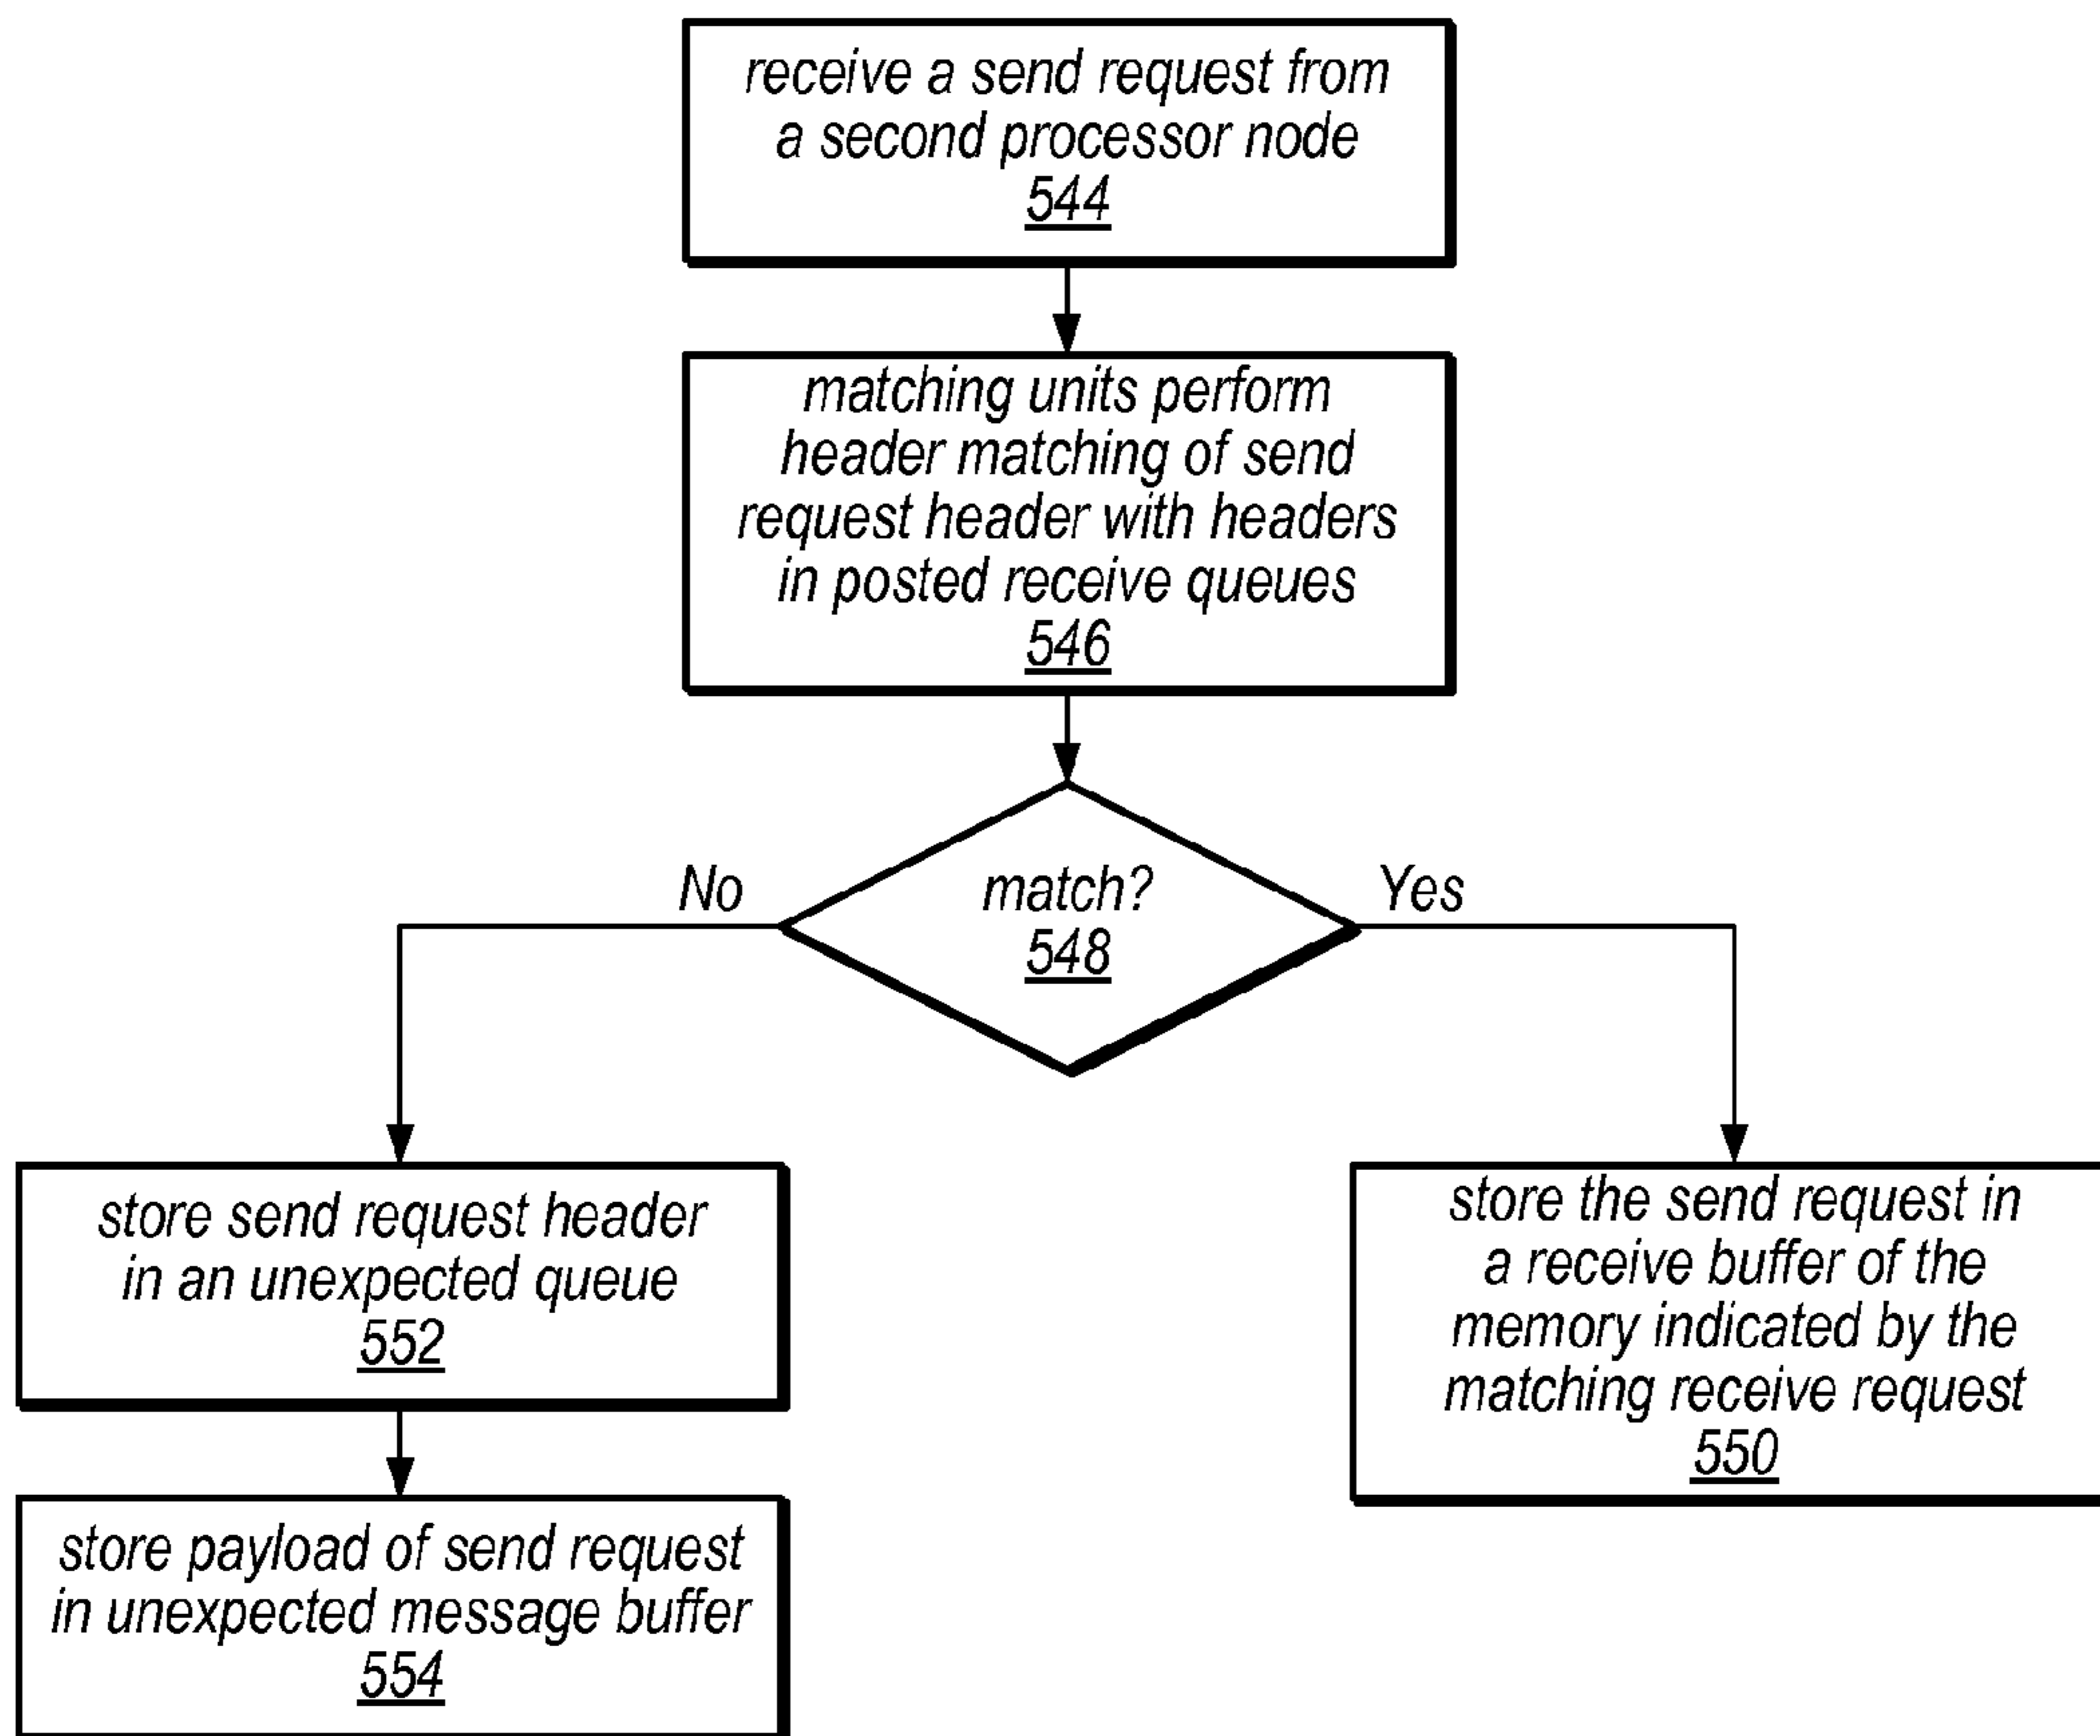 receive a send request from
a second processor node
544
matching units perform
header matching of send
request header with headers
in posted receive queues
546
match?
548
No
Yes
store send request header
in an unexpected queue
552
store payload of send request
in unexpected message buffer
554
store the send request in
a receive buffer of the
memory indicated by the
matching receive request
550